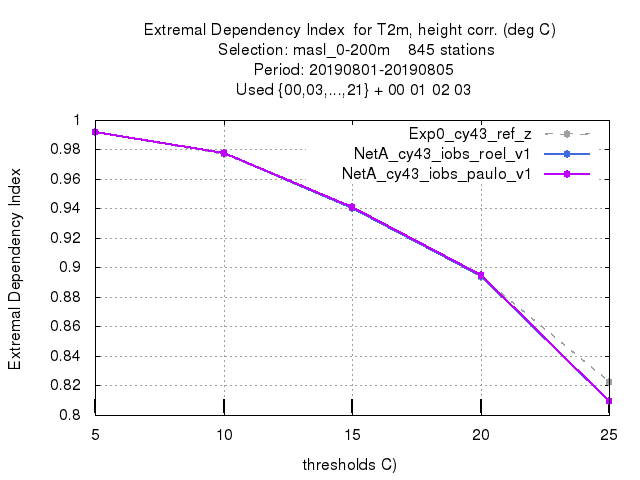 Extremal Dependency Index  for T2m, height corr. (deg C)
Selection: masl_0-200m    845 stations
Period: 20190801-20190805
Used {00,03,...,21} + 00 01 02 03
Exp0_cy43_ref_z
NetA_cy43_iobs_roel_v1
NetA_cy43_iobs_paulo_v1
Extremal Dependency Index
1
0.98
0.96
0.94
0.92
0.9
0.88
0.86
0.84
0.82
0.8
5 10 15 20 25
thresholds C)